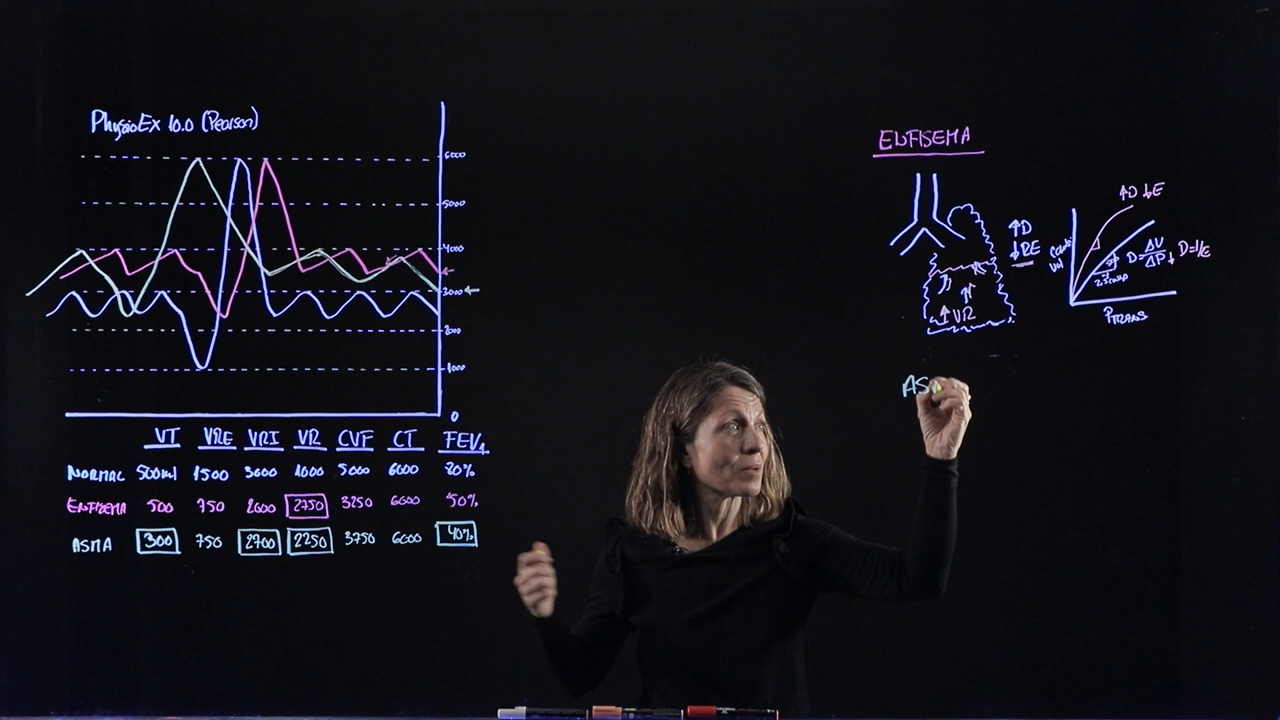 PhysioEx 10.0 (Pearson)
6000
5000
4000
3000
2000
1000
0
VT VRE VRI VR CVF CT FEV₁
NORMAL 500ml 1500 3000 1000 5000 6000 80%
ENFISEMA 500 750 2000 2750 3250 6000 50%
ASMA 300 750 2700 2250 3750 6000 40%
ENFISEMA
↑D
↓RE
↑VR
↑D ↓E
D=ΔV/ΔP↓ D=1/E
PTRANS
AS